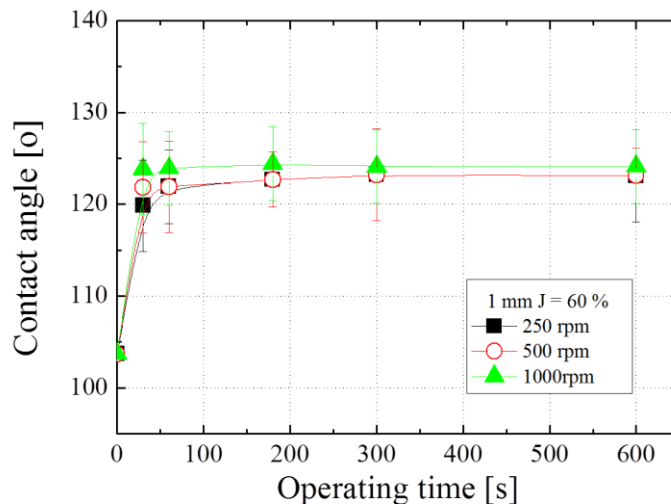 140
130
120
110
100
Contact angle [o]
1 mm J = 60 %
250 rpm
500 rpm
1000rpm
0
100
200
300
400
500
600
Operating time [s]